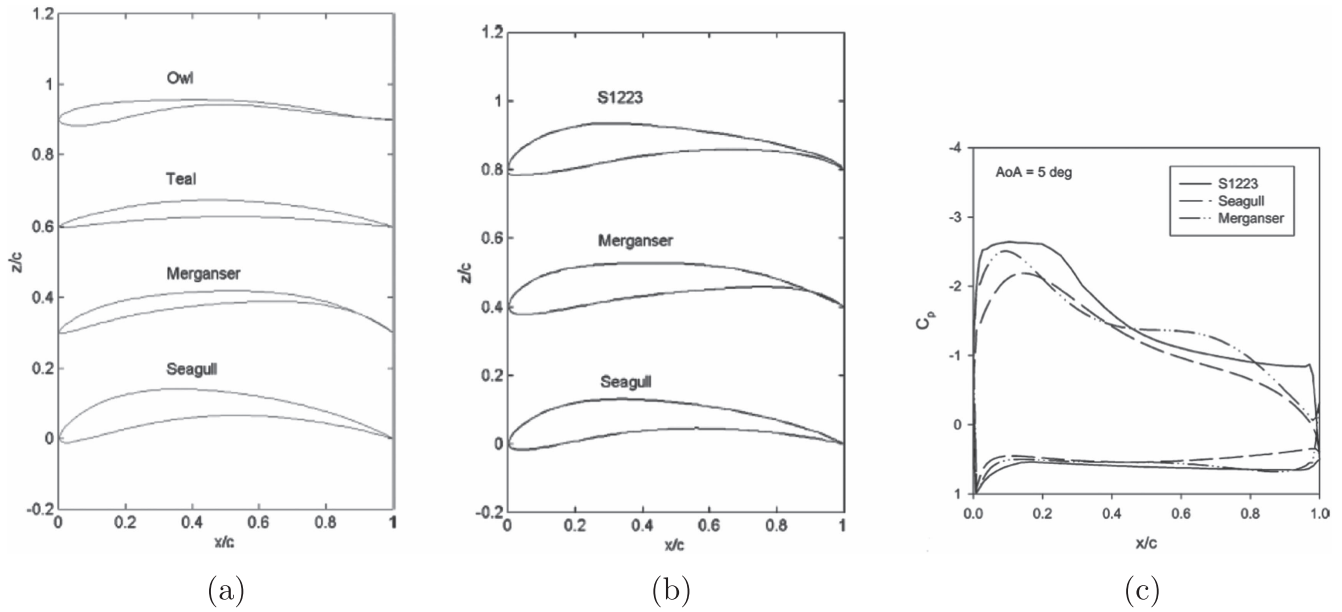 1.2
1
0.8
0.6
0.4
0.2
0
-0.2
z/c
Owl
Teal
Merganser
Seagull
0 0.2 0.4 0.6 0.8 1
x/c
(a)
1.2
1
0.8
0.6
0.4
0.2
0
-0.2
z/c
S1223
Merganser
Seagull
0 0.2 0.4 0.6 0.8 1
x/c
(b)
-4
-3
-2
-1
0
1
Cp
AoA = 5 deg
S1223
Seagull
Merganser
0.0 0.2 0.4 0.6 0.8 1.0
x/c
(c)